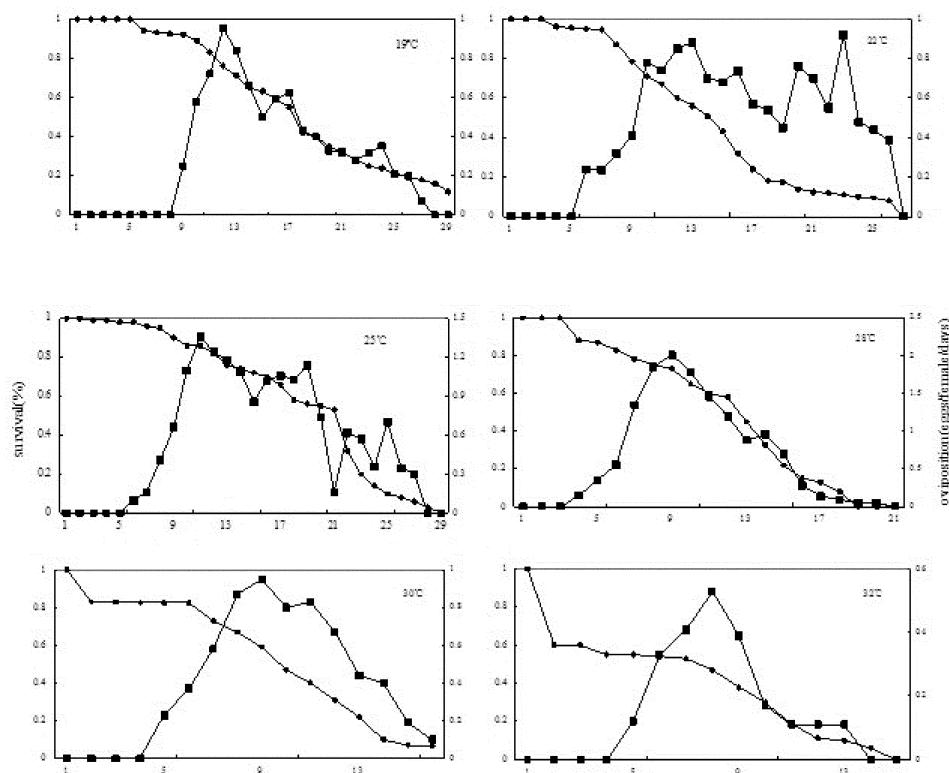 1 1 1 1
19°C 22℃
0.8 0.8 0.8 0.8
0.6 0.6 0.6 0.6
0.4 0.4 0.4 0.4
0.2 0.2 0.2 0.2
0 0 0 0
1 5 9 13 17 21 25 29 1 5 9 13 17 21 25
survival(%)
oviposition(eggs/female/days)
1 1.5 1 2.5
25℃ 28℃
0.8 1.2 0.8 2
0.6 0.9 0.6 1.5
0.4 0.6 0.4 1
0.2 0.3 0.2 0.5
0 0 0 0
1 5 9 13 17 21 25 29 1 5 9 13 17 21
1 1 1 0.6
30℃ 32℃
0.8 0.8 0.8
0.6 0.6 0.6 0.4
0.4 0.4 0.4
0.2 0.2 0.2 0.2
0 0 0 0
1 5 9 13 1 5 9 13